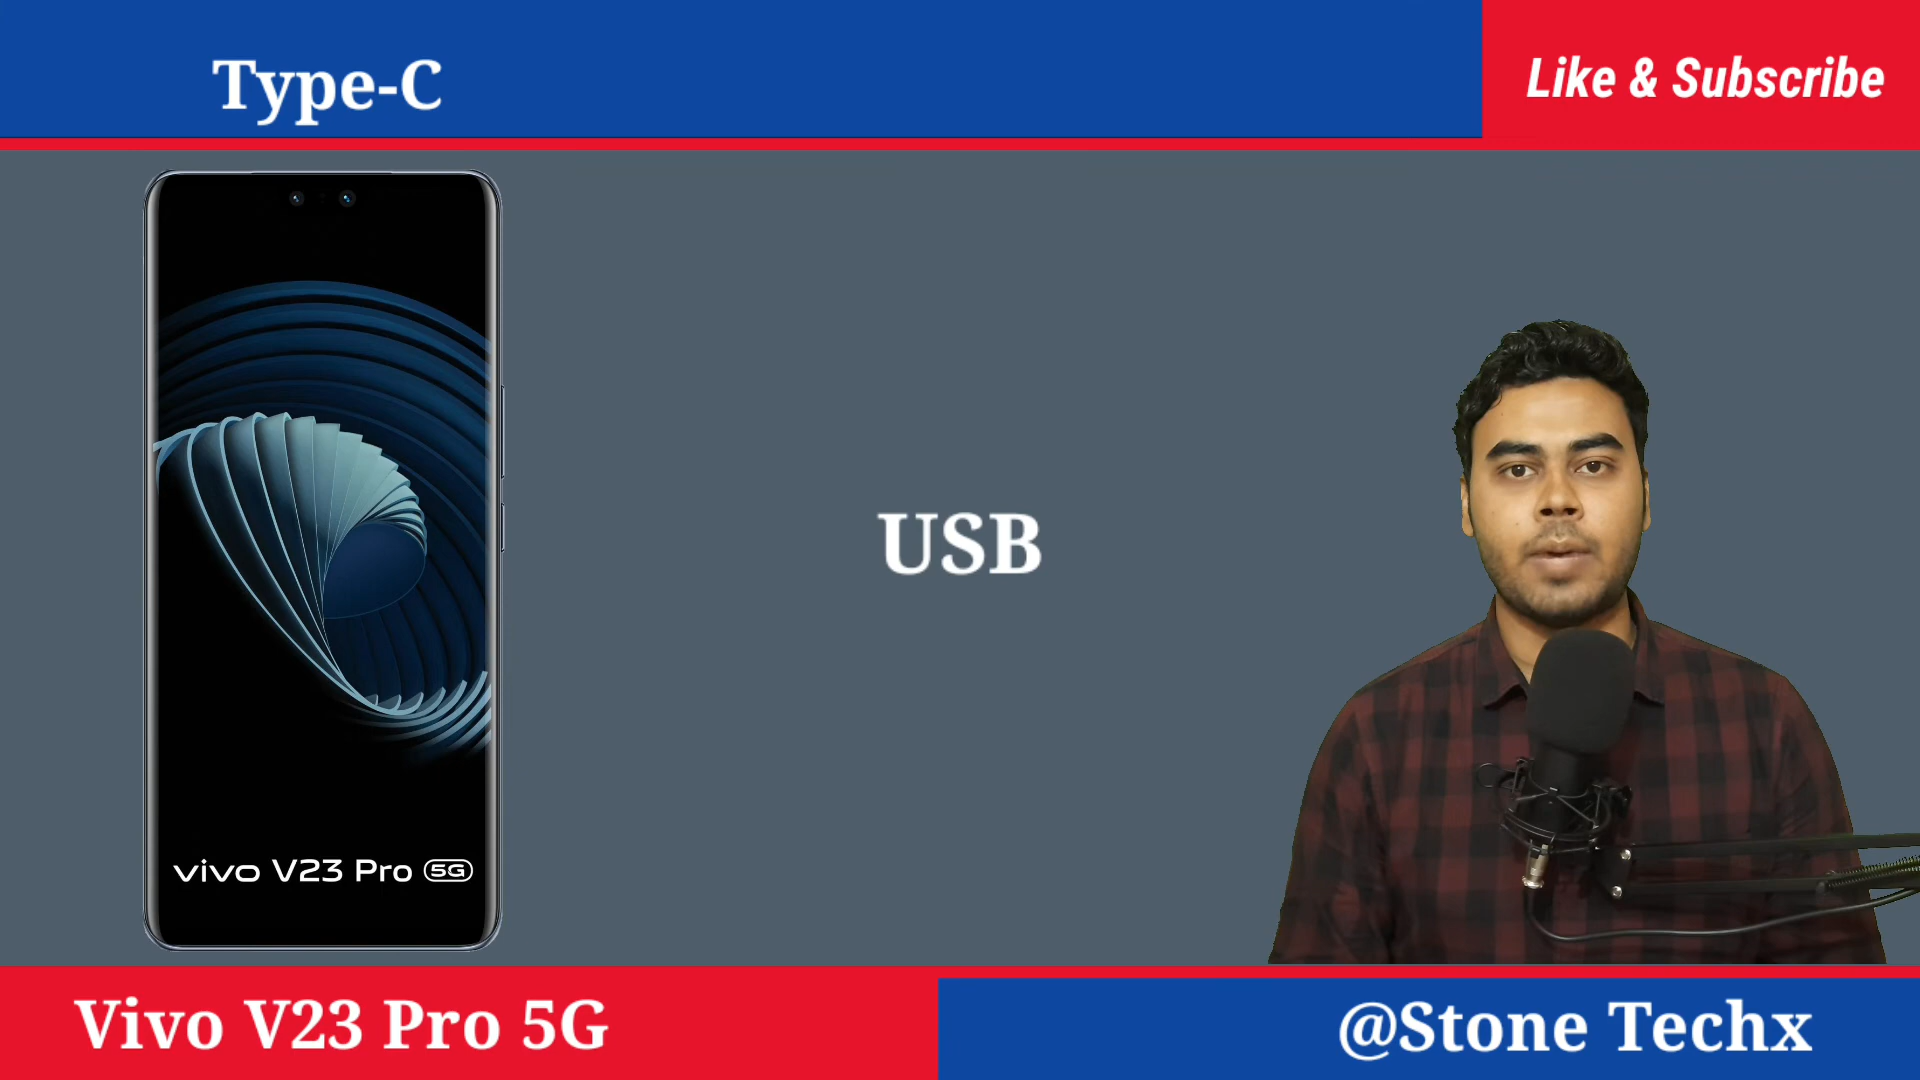 Type-C
Like & Subscribe
USB
vivo V23 Pro 5G
Vivo V23 Pro 5G
@Stone Techx